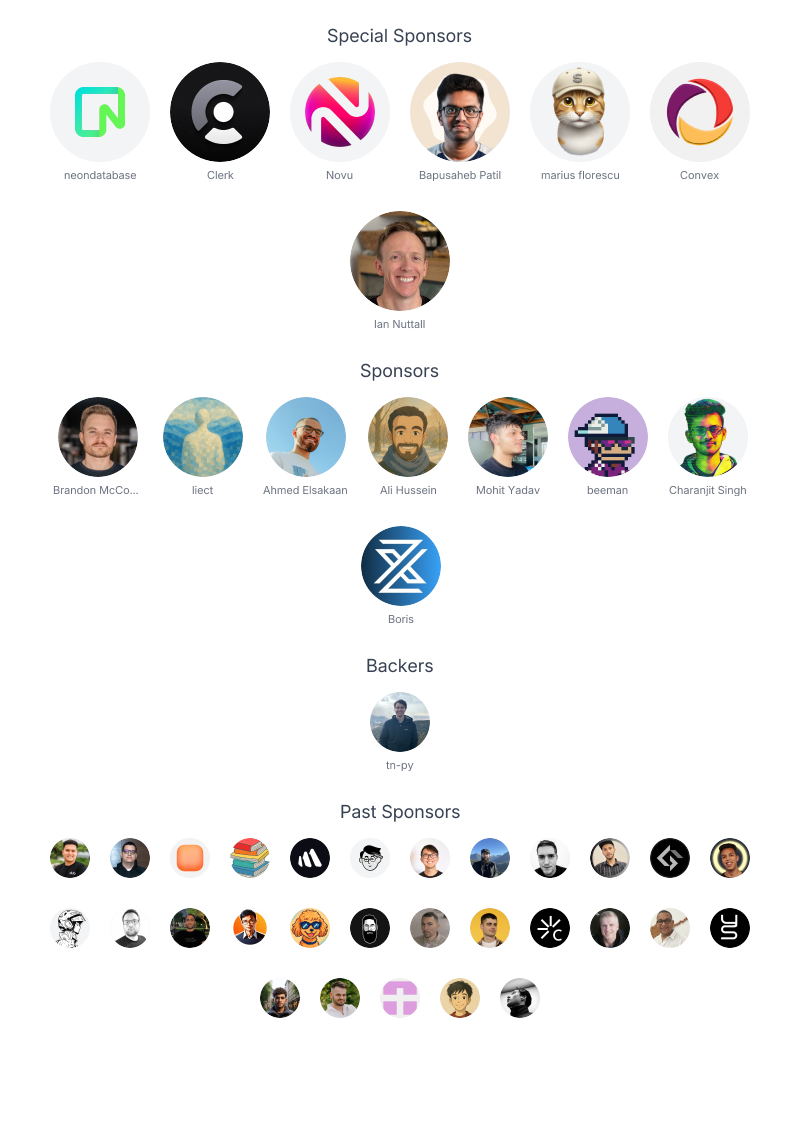 Special Sponsors
neondatabase
Clerk
Novu
Bapusaheb Patil
marius florescu
Convex
Ian Nuttall
Sponsors
Brandon McCo...
liect
Ahmed Elsakaan
Ali Hussein
Mohit Yadav
beeman
Charanjit Singh
Boris
Backers
tn-py
Past Sponsors